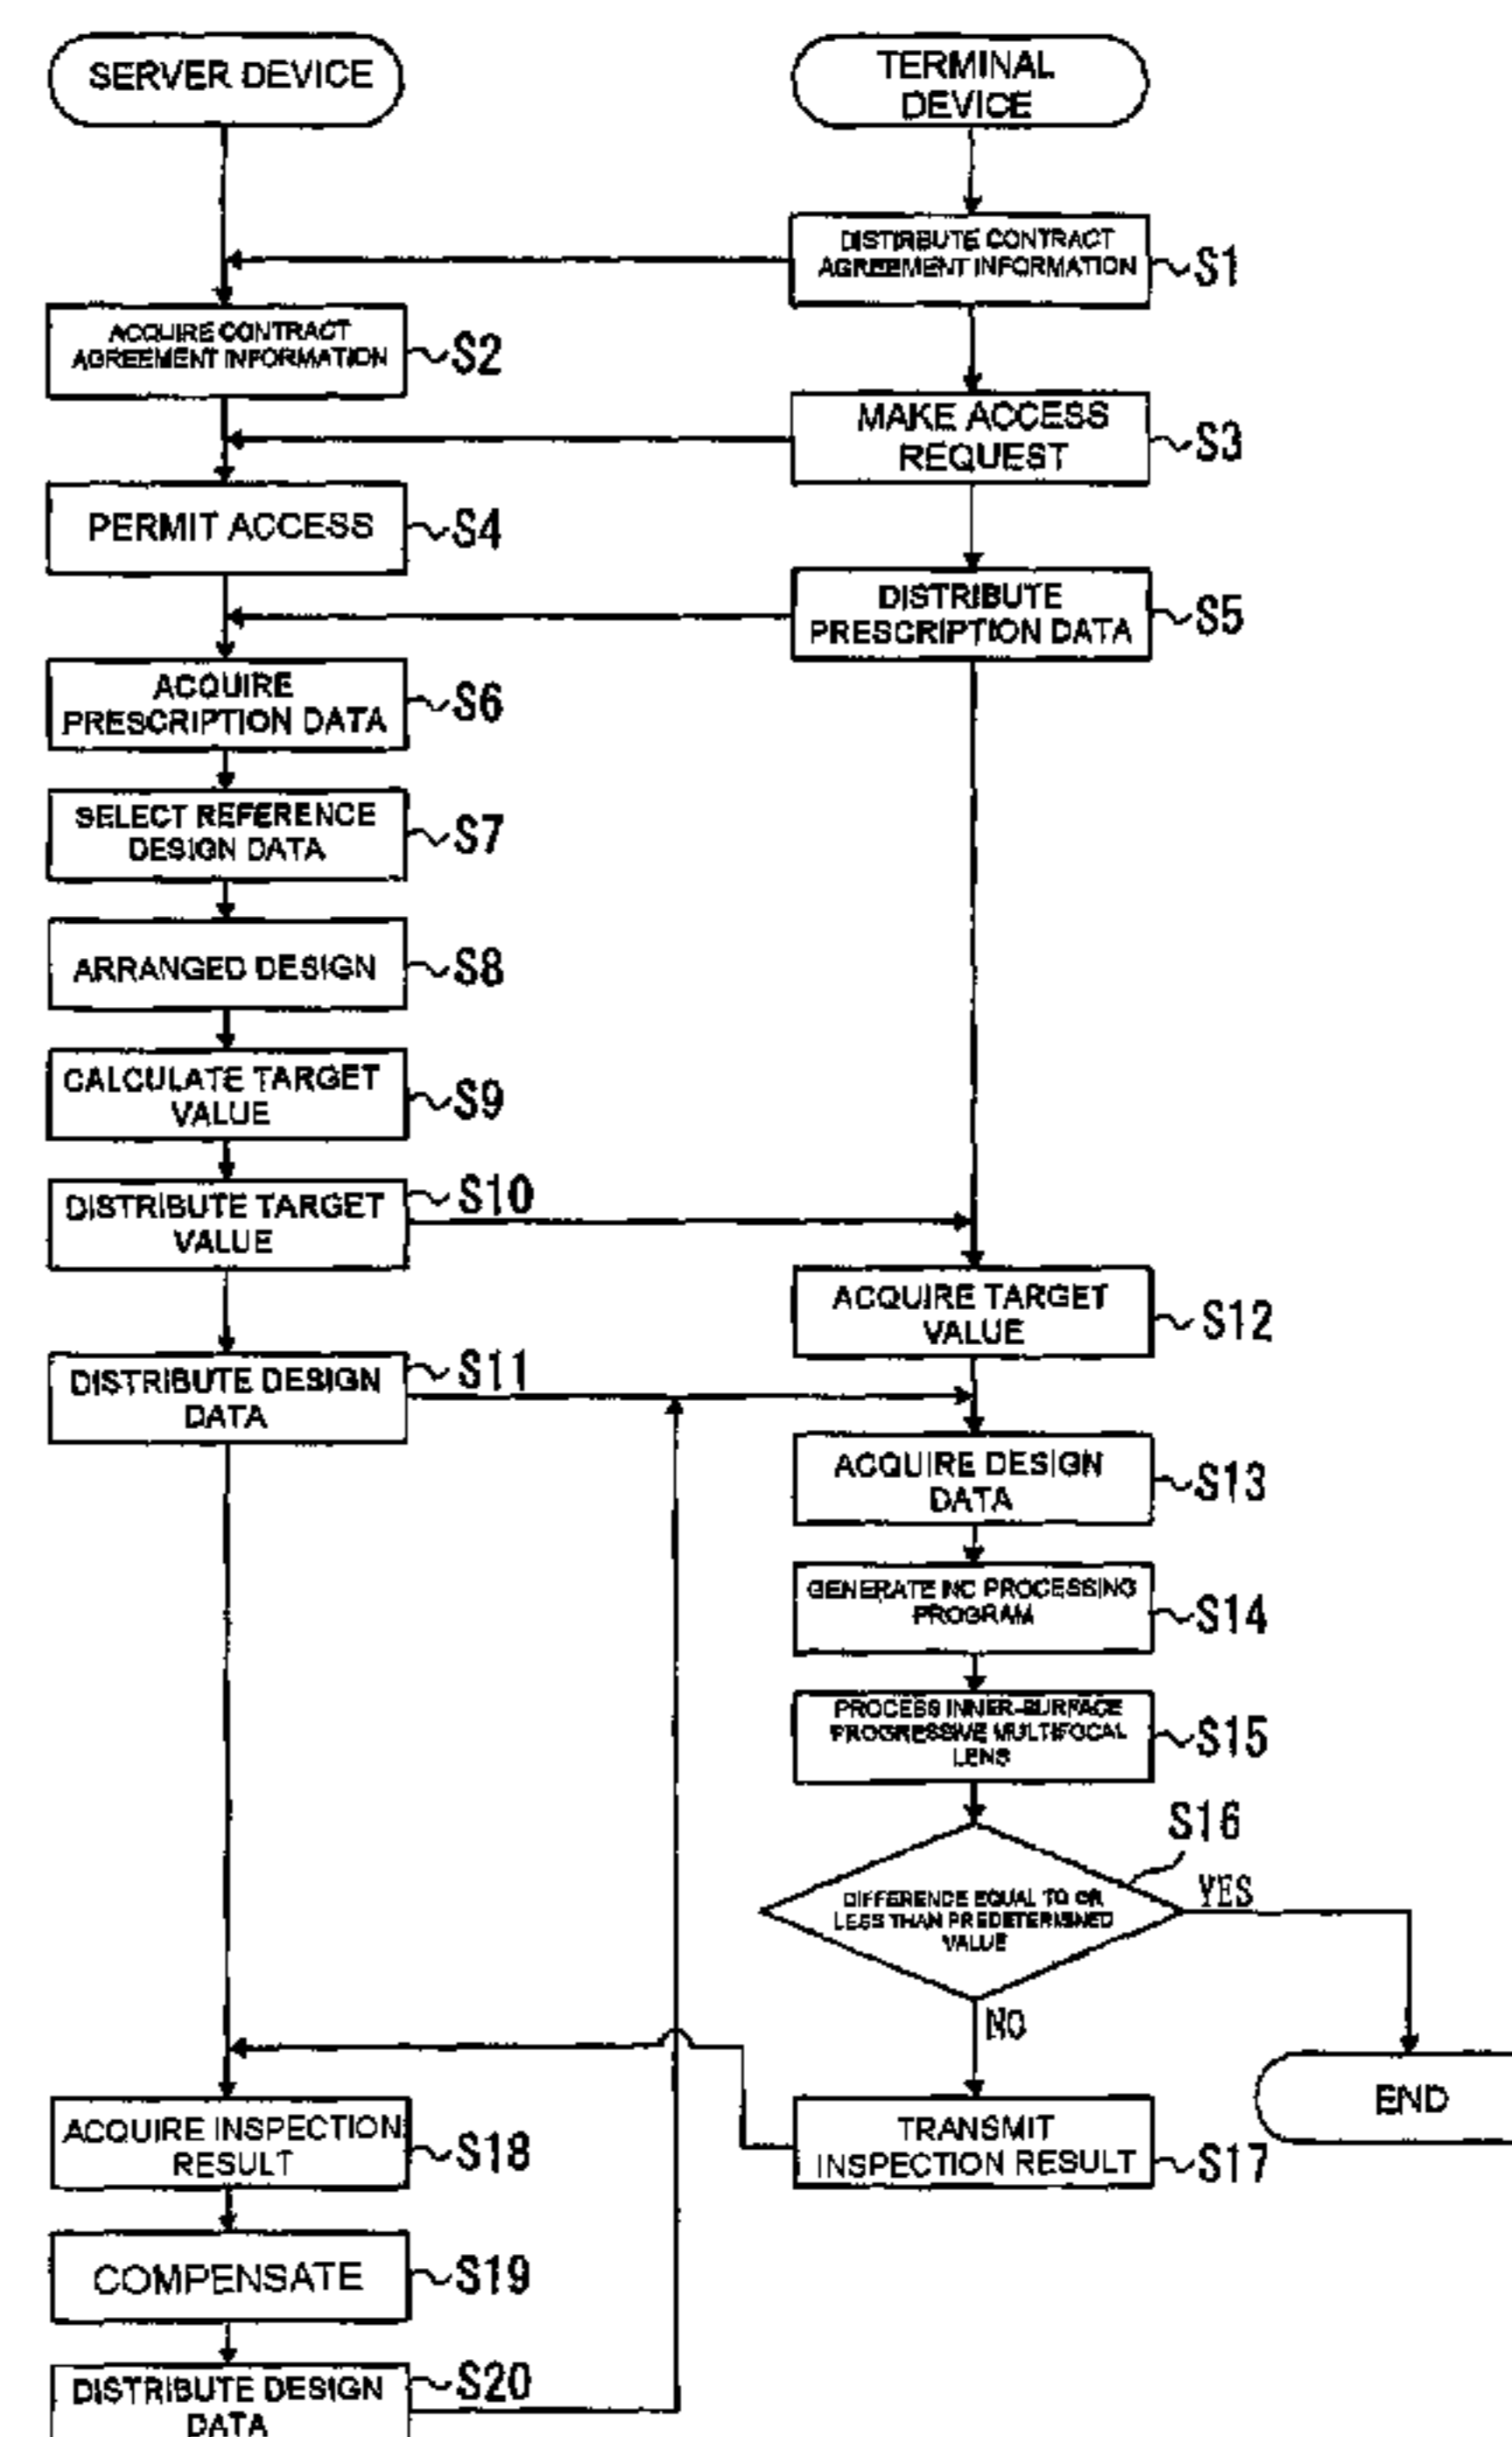 SERVER DEVICE
TERMINAL
DEVICE
DISTIRBUTE CONTRACT
AGREEMENT INFORMATION
S1
ACQUIRE CONTRACT
AGREEMENT INFORMATION
S2
MAKE ACCESS
REQUEST
S3
PERMIT ACCESS
S4
DISTRIBUTE
PRESCRIPTION DATA
S5
ACQUIRE
PRESCRIPTION DATA
S6
SELECT REFERENCE
DESIGN DATA
S7
ARRANGED DESIGN
S8
CALCULATE TARGET
VALUE
S9
DISTRIBUTE TARGET
VALUE
S10
DISTRIBUTE DESIGN
DATA
S11
ACQUIRE TARGET
VALUE
S12
ACQUIRE DESIGN
DATA
S13
GENERATE NC PROCESSING
PROGRAM
S14
PROCESS INNER-SURFACE
PROGRESSIVE MULTIFOCAL
LENS
S15
S16
DIFFERENCE EQUAL TO OR
LESS THAN PREDETERMINED
VALUE
YES
NO
END
TRANSMIT
INSPECTION RESULT
S17
ACQUIRE INSPECTION
RESULT
S18
COMPENSATE
S19
DISTRIBUTE DESIGN
DATA
S20